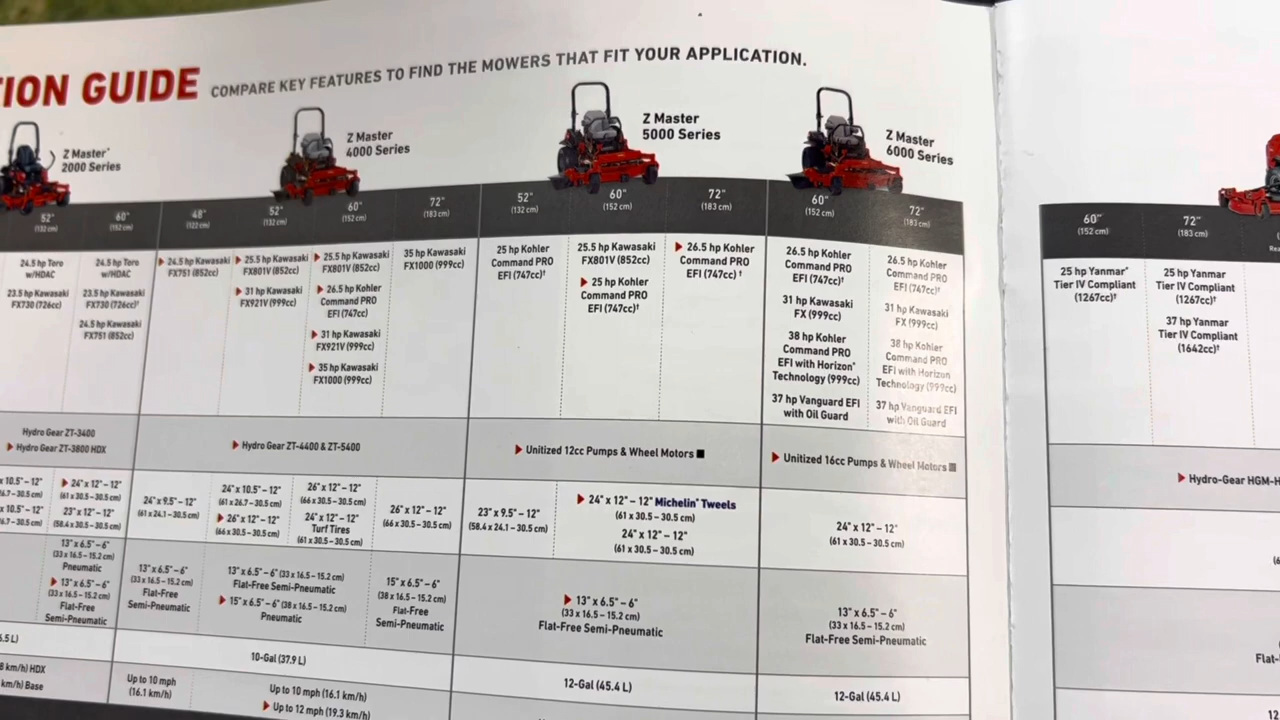 TION GUIDE COMPARE KEY FEATURES TO FIND THE MOWERS THAT FIT YOUR APPLICATION.
Z Master*
2000 Series
Z Master
4000 Series
Z Master
5000 Series
Z Master
6000 Series
52"
(132 cm)
60"
(152 cm)
48"
(122 cm)
52"
(132 cm)
60"
(152 cm)
72"
(183 cm)
52"
(132 cm)
60"
(152 cm)
72"
(183 cm)
60"
(152 cm)
72"
(183 cm)
60"
(152 cm)
72"
(183 cm)
24.5 hp Toro
w/HDAC
23.5 hp Kawasaki
FX730 (726cc)
24.5 hp Toro
w/HDAC
23.5 hp Kawasaki
FX730 (726cc)†
24.5 hp Kawasaki
FX751 (852cc)
▶ 24.5 hp Kawasaki
FX751 (852cc)
▶ 25.5 hp Kawasaki
FX801V (852cc)
▶ 31 hp Kawasaki
FX921V (999cc)
▶ 25.5 hp Kawasaki
FX801V (852cc)
▶ 26.5 hp Kohler
Command PRO
EFI (747cc)
▶ 31 hp Kawasaki
FX921V (999cc)
▶ 35 hp Kawasaki
FX1000 (999cc)
35 hp Kawasaki
FX1000 (999cc)
25 hp Kohler
Command PRO
EFI (747cc)†
25.5 hp Kawasaki
FX801V (852cc)
▶ 25 hp Kohler
Command PRO
EFI (747cc)†
▶ 26.5 hp Kohler
Command PRO
EFI (747cc) †
26.5 hp Kohler
Command PRO
EFI (747cc)†
31 hp Kawasaki
FX (999cc)
38 hp Kohler
Command PRO
EFI with Horizon*
Technology (999cc)
37 hp Vanguard EFI
with Oil Guard
26.5 hp Kohler
Command PRO
EFI (747cc)†
31 hp Kawasaki
FX (999cc)
38 hp Kohler
Command PRO
EFI with Horizon
Technology (999cc)
37 hp Vanguard EFI
with Oil Guard
25 hp Yanmar*
Tier IV Compliant
(1267cc)†
25 hp Yanmar
Tier IV Compliant
(1267cc)†
37 hp Yanmar
Tier IV Compliant
(1642cc)†
Hydro Gear ZT-3400
▶ Hydro Gear ZT-3800 HDX
▶ Hydro Gear ZT-4400 & ZT-5400
▶ Unitized 12cc Pumps & Wheel Motors ■
▶ Unitized 16cc Pumps & Wheel Motors ■
▶ Hydro-Gear HGM-H
x 10.5" – 12"
6.7 – 30.5 cm)
x 10.5" – 12"
6.7 – 30.5 cm)
▶ 24" x 12" – 12"
(61 x 30.5 – 30.5 cm)
23" x 12" – 12"
(58.4 x 30.5 – 30.5 cm)
24" x 9.5" – 12"
(61 x 24.1 – 30.5 cm)
24" x 10.5" – 12"
(61 x 26.7 – 30.5 cm)
▶ 26" x 12" – 12"
(66 x 30.5 – 30.5 cm)
26" x 12" – 12"
(66 x 30.5 – 30.5 cm)
24" x 12" – 12"
Turf Tires
(61 x 30.5 – 30.5 cm)
26" x 12" – 12"
(66 x 30.5 – 30.5 cm)
23" x 9.5" – 12"
(58.4 x 24.1 – 30.5 cm)
▶ 24" x 12" – 12" Michelin* Tweels
(61 x 30.5 – 30.5 cm)
24" x 12" – 12"
(61 x 30.5 – 30.5 cm)
24" x 12" – 12"
(61 x 30.5 – 30.5 cm)
13" x 6.5" – 6"
(33 x 16.5 – 15.2 cm)
Pneumatic
▶ 13" x 6.5" – 6"
(33 x 16.5 – 15.2 cm)
Flat-Free
Semi-Pneumatic
13" x 6.5" – 6"
(33 x 16.5 – 15.2 cm)
Flat-Free
Semi-Pneumatic
13" x 6.5" – 6" (33 x 16.5 – 15.2 cm)
Flat-Free Semi-Pneumatic
▶ 15" x 6.5" – 6" (38 x 16.5 – 15.2 cm)
Pneumatic
15" x 6.5" – 6"
(38 x 16.5 – 15.2 cm)
Flat-Free
Semi-Pneumatic
▶ 13" x 6.5" – 6"
(33 x 16.5 – 15.2 cm)
Flat-Free Semi-Pneumatic
13" x 6.5" – 6"
(33 x 16.5 – 15.2 cm)
Flat-Free Semi-Pneumatic
Flat-
6.5 L)
10-Gal (37.9 L)
12-Gal (45.4 L)
12-Gal (45.4 L)
12
8 km/h) HDX
km/h) Base
Up to 10 mph
(16.1 km/h)
Up to 10 mph (16.1 km/h)
▶ Up to 12 mph (19.3 km/h)